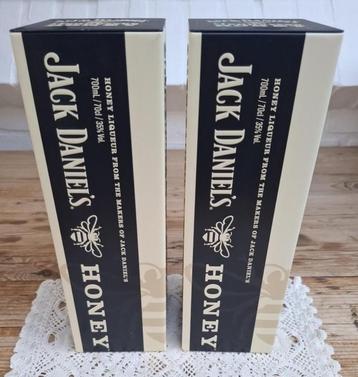 HONEY LIQUEUR FROM THE MAKERS OF JACK DANIEL'S
700mL / 70cl / 35% Vol.
JACK DANIEL'S HONEY
HONEY LIQUEUR FROM THE MAKERS OF JACK DANIEL'S
700mL / 70cl / 35% Vol.
JACK DANIEL'S HONEY